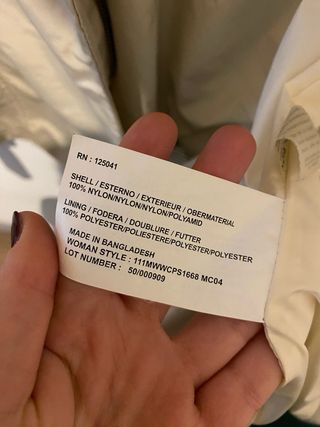 RN : 125041
SHELL / ESTERNO / EXTERIEUR / OBERMATERIAL
100% NYLON/NYLON/NYLON/POLYAMID
LINING / FODERA / DOUBLURE / FUTTER
100% POLYESTER/POLIESTERE/POLYESTER/POLYESTER
MADE IN BANGLADESH
WOMAN STYLE : 111MWWCPS1668 MC04
LOT NUMBER : 50/000909